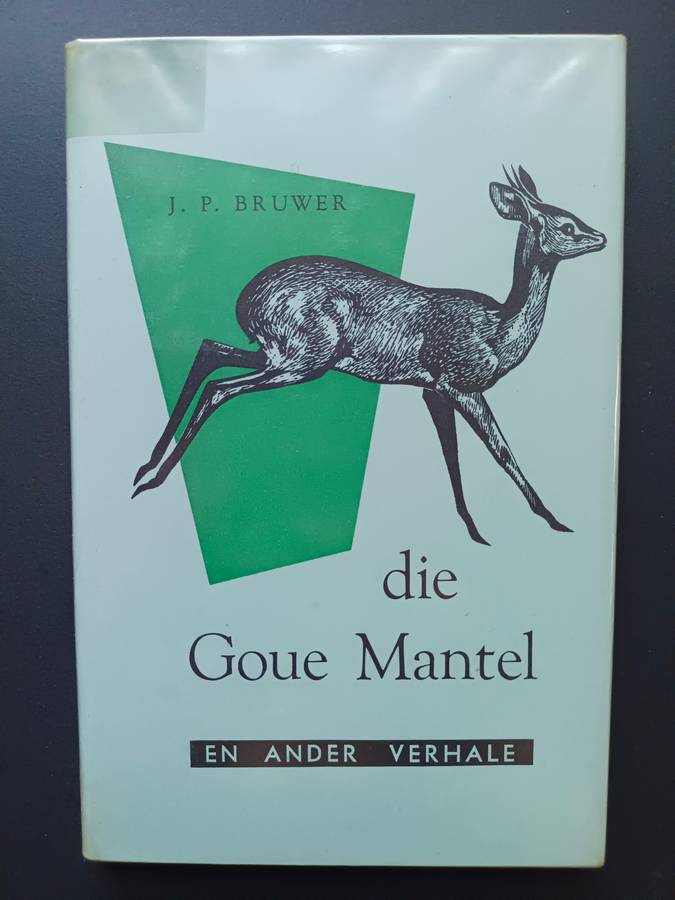 J. P. BRUWER
die
Goue Mantel
EN ANDER VERHALE